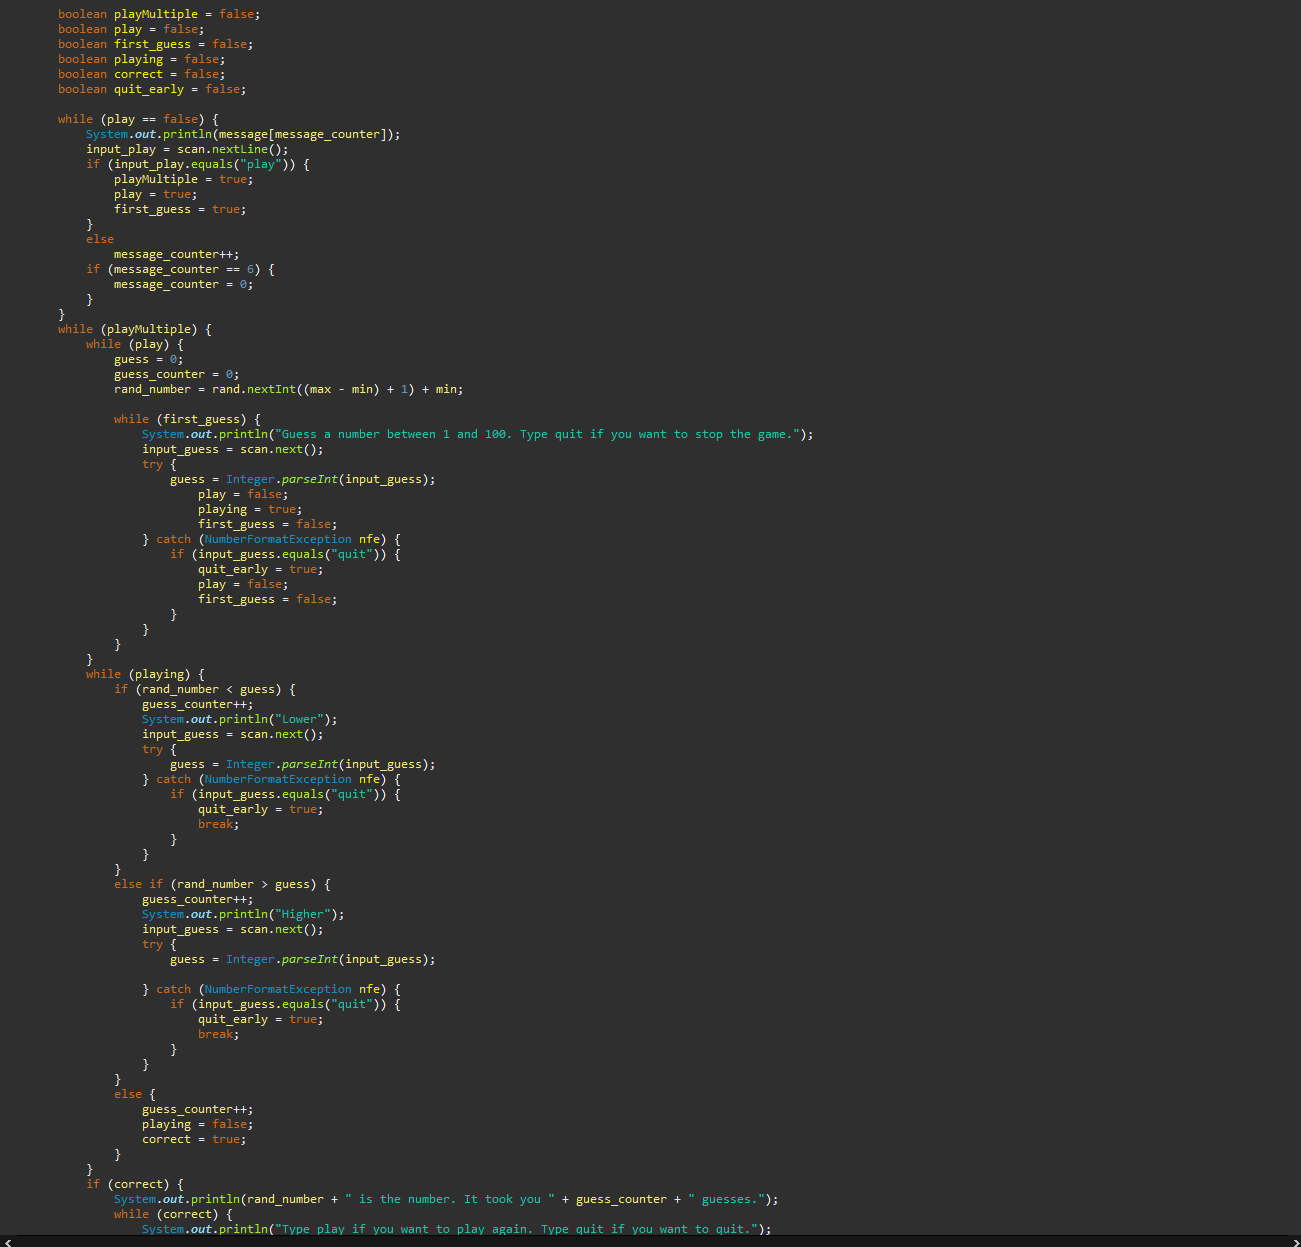 boolean playMultiple = false;
boolean play = false;
boolean first_guess = false;
boolean playing = false;
boolean correct = false;
boolean quit_early = false;
while (play == false) {
System.out.println(message[message_counter]);
input_play = scan.nextLine();
if (input_play.equals("play")) {
playMultiple = true;
play = true;
first_guess = true;
}
else
message_counter++;
if (message_counter == 6) {
message_counter = 0;
}
}
while (playMultiple) {
while (play) {
guess = 0;
guess_counter = 0;
rand_number = rand.nextInt((max - min) + 1) + min;
while (first_guess) {
System.out.println("Guess a number between 1 and 100. Type quit if you want to stop the game.");
input_guess = scan.next();
try {
guess = Integer.parseInt(input_guess);
play = false;
playing = true;
first_guess = false;
} catch (NumberFormatException nfe) {
if (input_guess.equals("quit")) {
quit_early = true;
play = false;
first_guess = false;
}
}
}
}
while (playing) {
if (rand_number < guess) {
guess_counter++;
System.out.println("Lower");
input_guess = scan.next();
try {
guess = Integer.parseInt(input_guess);
} catch (NumberFormatException nfe) {
if (input_guess.equals("quit")) {
quit_early = true;
break;
}
}
}
else if (rand_number > guess) {
guess_counter++;
System.out.println("Higher");
input_guess = scan.next();
try {
guess = Integer.parseInt(input_guess);
} catch (NumberFormatException nfe) {
if (input_guess.equals("quit")) {
quit_early = true;
break;
}
}
}
else {
guess_counter++;
playing = false;
correct = true;
}
}
if (correct) {
System.out.println(rand_number + " is the number. It took you " + guess_counter + " guesses.");
while (correct) {
System.out.println("Type play if you want to play again. Type quit if you want to quit.");